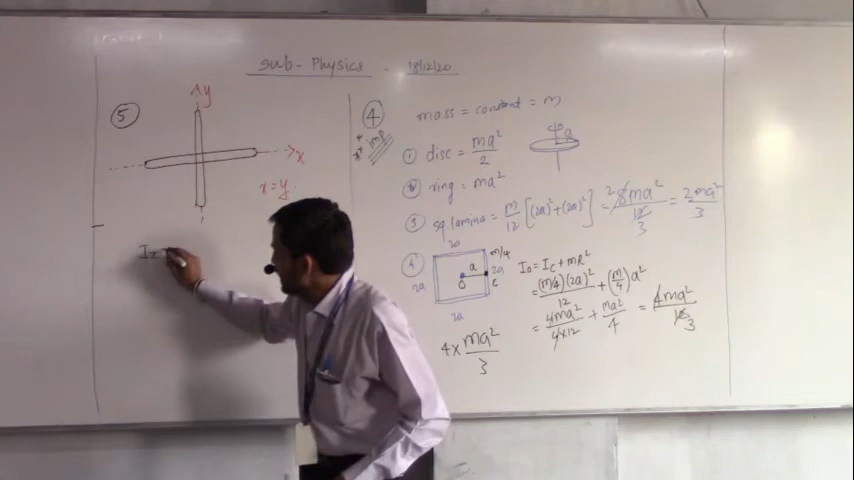 sub - Physics - 18/12/20
5
y
x
x=y.
Iz
4
** imp
mass = constant = m
1 disc = ma²/2
a
2 ring = ma²
3 sq lamina = m/12 [(2a)²+(2a)²] = 2 8ma²/12 3 = 2ma²/3
4
2a
m/4
a
2a
2a
O
c
2a
I₀ = Ic + mR²
= (m/4)(2a)²/12 + (m/4)a²
= 4ma²/4×12 + ma²/4 = 4ma²/12 3
4 × ma²/3